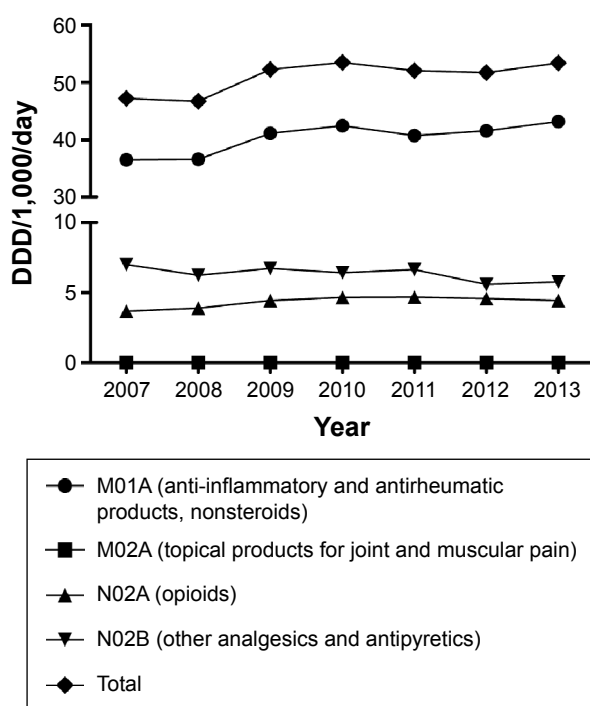 60
50
40
30
10
5
0
DDD/1,000/day
2007 2008 2009 2010 2011 2012 2013
Year
M01A (anti-inflammatory and antirheumatic
products, nonsteroids)
M02A (topical products for joint and muscular pain)
N02A (opioids)
N02B (other analgesics and antipyretics)
Total